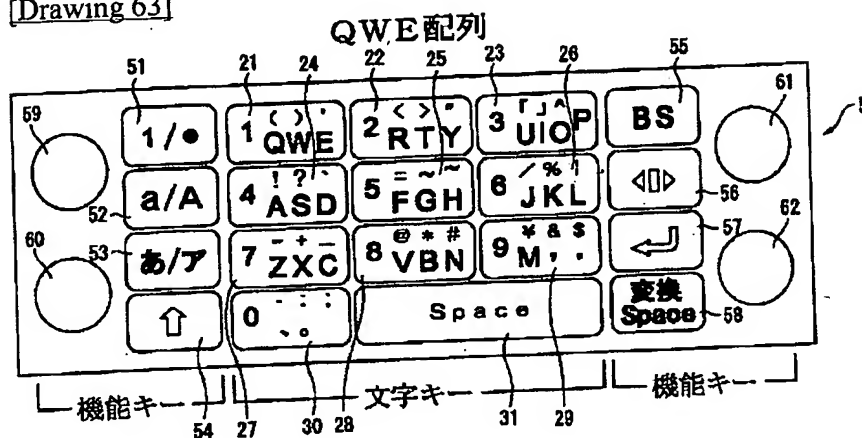 [Drawing 63]
QWE配列
51 21 24 22 25 23 26 55 61
59
1/● 1 ( ) ' QWE 2 < > " RTY 3 「 」 ^ UIOP BS
52 a/A 4 ! ? ` ASD 5 = ~ ~ FGH 6 / % | JKL ◁▯▷ 56
60 53 あ/ア 7 - + _ ZXC 8 @ * # VBN 9 ¥ & $ M , . 57 62
⇧ 0 、 。 Space 変換 Space 58
機能キー 文字キー 機能キー
54 27 30 28 31 29